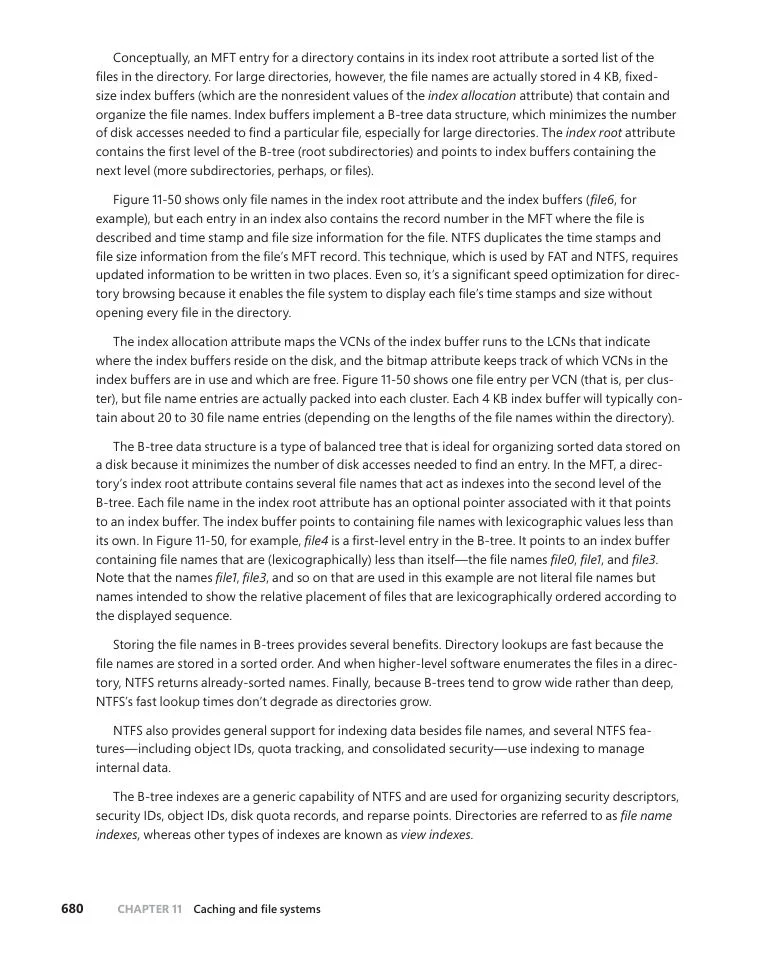 Conceptually, an MFT entry for a directory contains in its index root attribute a sorted list of the
files in the directory. For large directories, however, the file names are actually stored in 4 KB, fixed-
size index buffers (which are the nonresident values of the index allocation attribute) that contain and
organize the file names. Index buffers implement a B-tree data structure, which minimizes the number
of disk accesses needed to find a particular file, especially for large directories. The index root attribute
contains the first level of the B-tree (root subdirectories) and points to index buffers containing the
next level (more subdirectories, perhaps, or files).
Figure 11-50 shows only file names in the index root attribute and the index buffers (file6, for
example), but each entry in an index also contains the record number in the MFT where the file is
described and time stamp and file size information for the file. NTFS duplicates the time stamps and
file size information from the file's MFT record. This technique, which is used by FAT and NTFS, requires
updated information to be written in two places. Even so, it's a significant speed optimization for direc-
tory browsing because it enables the file system to display each file's time stamps and size without
opening every file in the directory.
The index allocation attribute maps the VCNs of the index buffer runs to the LCNs that indicate
where the index buffers reside on the disk, and the bitmap attribute keeps track of which VCNs in the
index buffers are in use and which are free. Figure 11-50 shows one file entry per VCN (that is, per clus-
ter), but file name entries are actually packed into each cluster. Each 4 KB index buffer will typically con-
tain about 20 to 30 file name entries (depending on the lengths of the file names within the directory).
The B-tree data structure is a type of balanced tree that is ideal for organizing sorted data stored on
a disk because it minimizes the number of disk accesses needed to find an entry. In the MFT, a direc-
tory's index root attribute contains several file names that act as indexes into the second level of the
B-tree. Each file name in the index root attribute has an optional pointer associated with it that points
to an index buffer. The index buffer points to containing file names with lexicographic values less than
its own. In Figure 11-50, for example, file4 is a first-level entry in the B-tree. It points to an index buffer
containing file names that are (lexicographically) less than itself—the file names file0, file1, and file3.
Note that the names file1, file3, and so on that are used in this example are not literal file names but
names intended to show the relative placement of files that are lexicographically ordered according to
the displayed sequence.
Storing the file names in B-trees provides several benefits. Directory lookups are fast because the
file names are stored in a sorted order. And when higher-level software enumerates the files in a direc-
tory, NTFS returns already-sorted names. Finally, because B-trees tend to grow wide rather than deep,
NTFS's fast lookup times don't degrade as directories grow.
NTFS also provides general support for indexing data besides file names, and several NTFS fea-
tures—including object IDs, quota tracking, and consolidated security—use indexing to manage
internal data.
The B-tree indexes are a generic capability of NTFS and are used for organizing security descriptors,
security IDs, object IDs, disk quota records, and reparse points. Directories are referred to as file name
indexes, whereas other types of indexes are known as view indexes.
680 CHAPTER 11 Caching and file systems